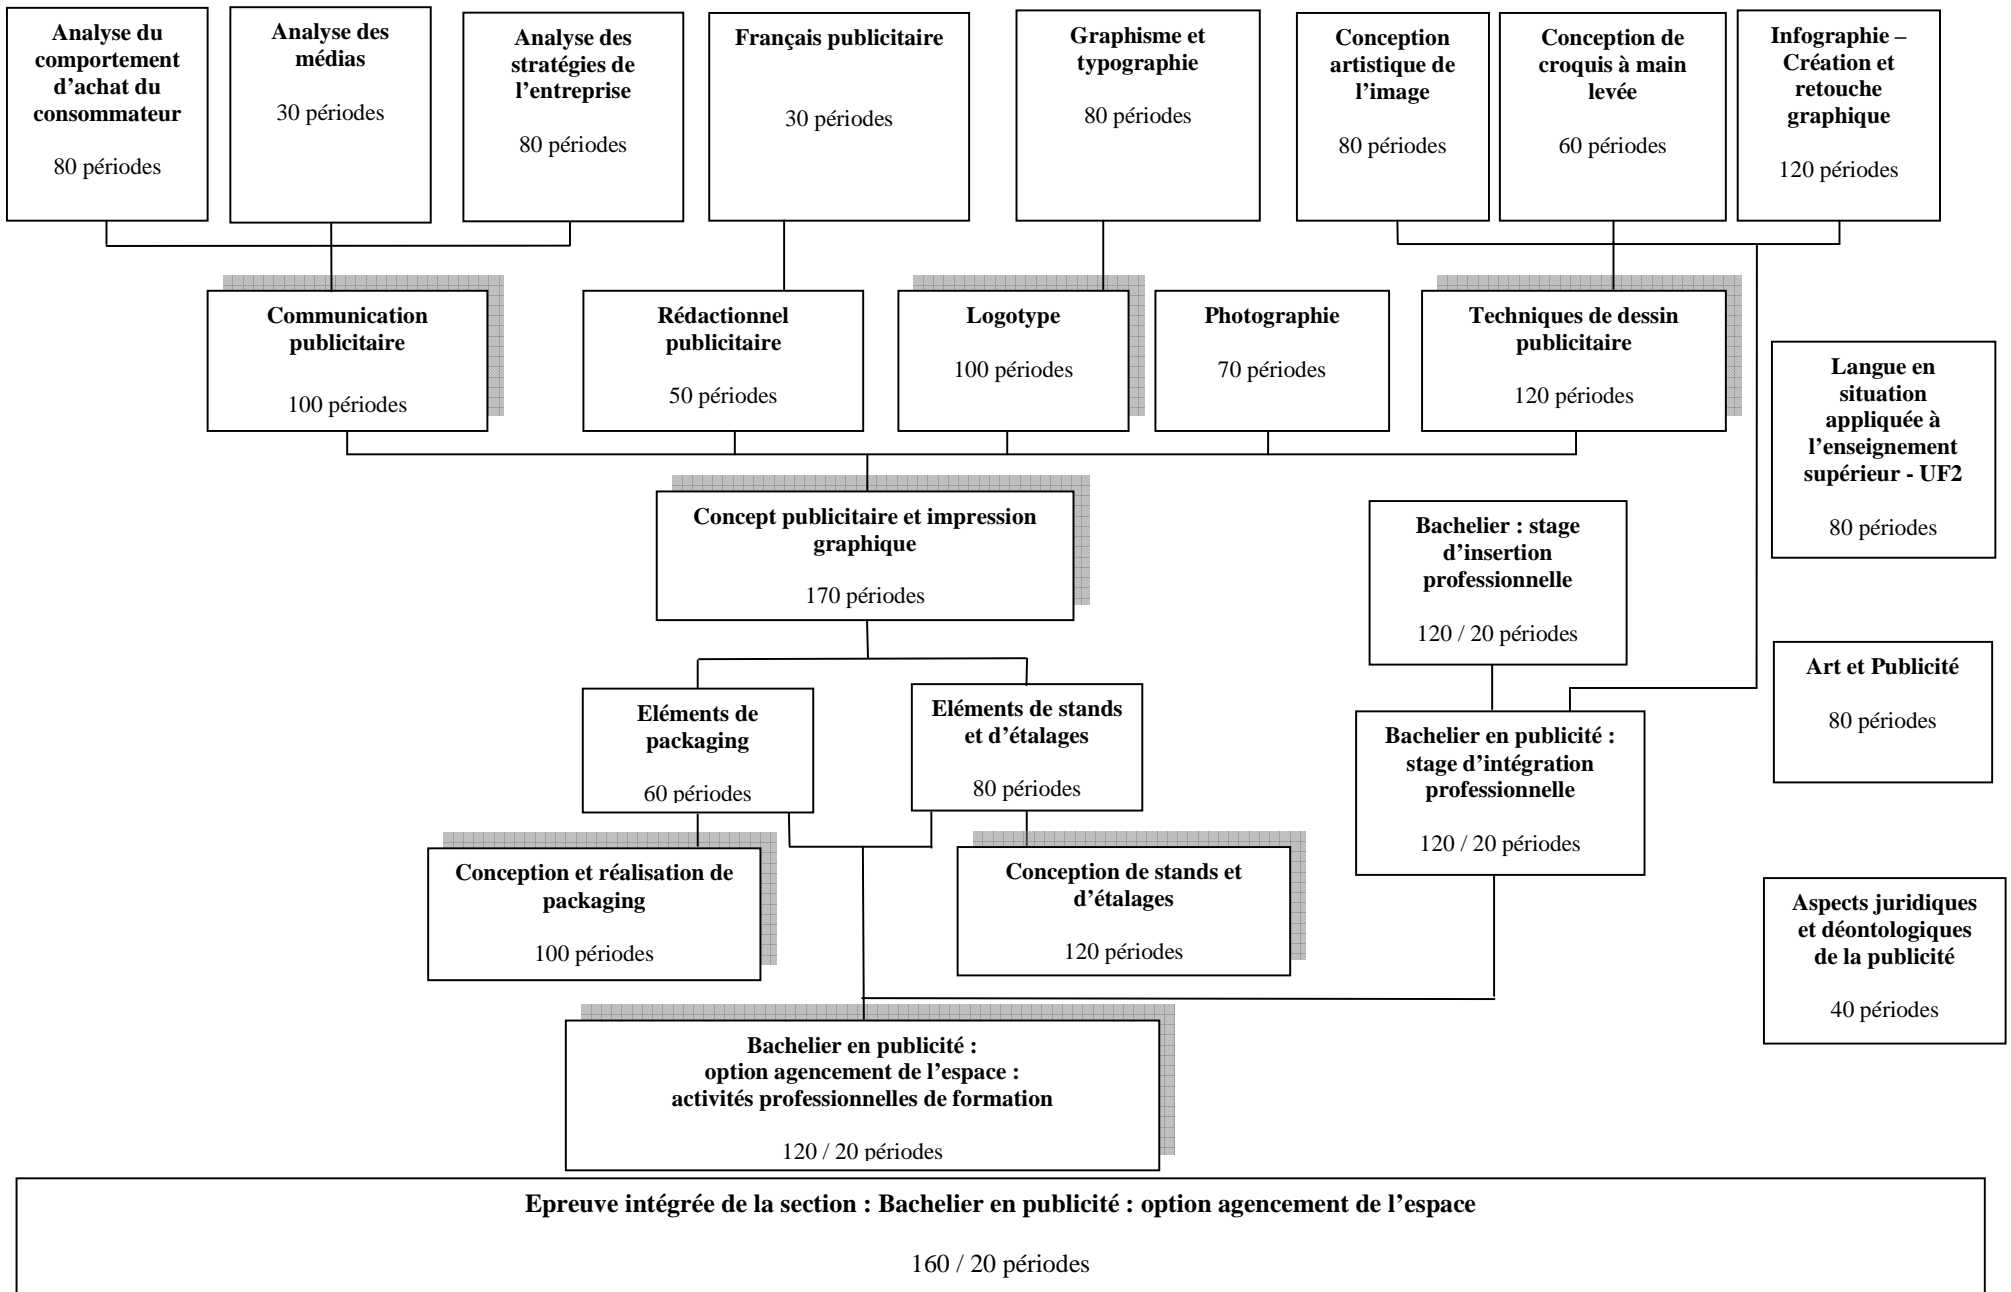 Analyse du
comportement
d’achat du
consommateur
80 périodes
Analyse des
médias
30 périodes
Analyse des
stratégies de
l’entreprise
80 périodes
Français publicitaire
30 périodes
Graphisme et
typographie
80 périodes
Conception
artistique de
l’image
80 périodes
Conception de
croquis à main
levée
60 périodes
Infographie –
Création et
retouche
graphique
120 périodes
Communication
publicitaire
100 périodes
Rédactionnel
publicitaire
50 périodes
Logotype
100 périodes
Photographie
70 périodes
Techniques de dessin
publicitaire
120 périodes
Langue en
situation
appliquée à
l’enseignement
supérieur - UF2
80 périodes
Concept publicitaire et impression
graphique
170 périodes
Bachelier : stage
d’insertion
professionnelle
120 / 20 périodes
Art et Publicité
80 périodes
Eléments de
packaging
60 périodes
Eléments de stands
et d’étalages
80 périodes
Bachelier en publicité :
stage d’intégration
professionnelle
120 / 20 périodes
Conception et réalisation de
packaging
100 périodes
Conception de stands et
d’étalages
120 périodes
Aspects juridiques
et déontologiques
de la publicité
40 périodes
Bachelier en publicité :
option agencement de l’espace :
activités professionnelles de formation
120 / 20 périodes
Epreuve intégrée de la section : Bachelier en publicité : option agencement de l’espace
160 / 20 périodes